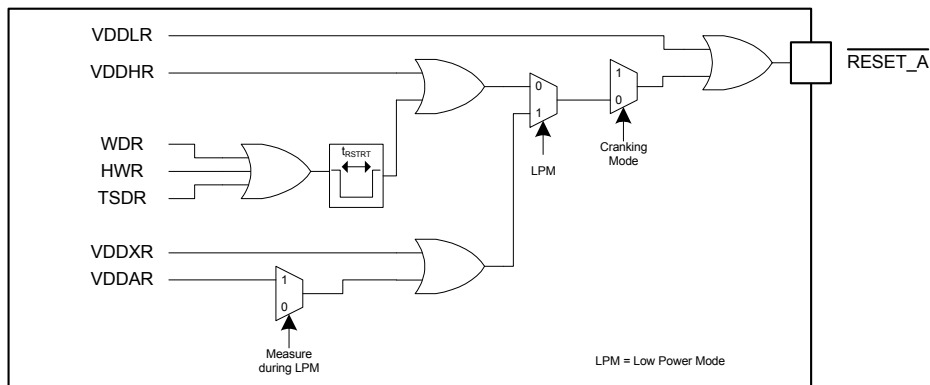 VDDLR
VDDHR
RESET_A
0
1
1
0
WDR
HWR
TSDR
tRSTRT
LPM
Cranking
Mode
VDDXR
VDDAR
1
0
Measure
during LPM
LPM = Low Power Mode